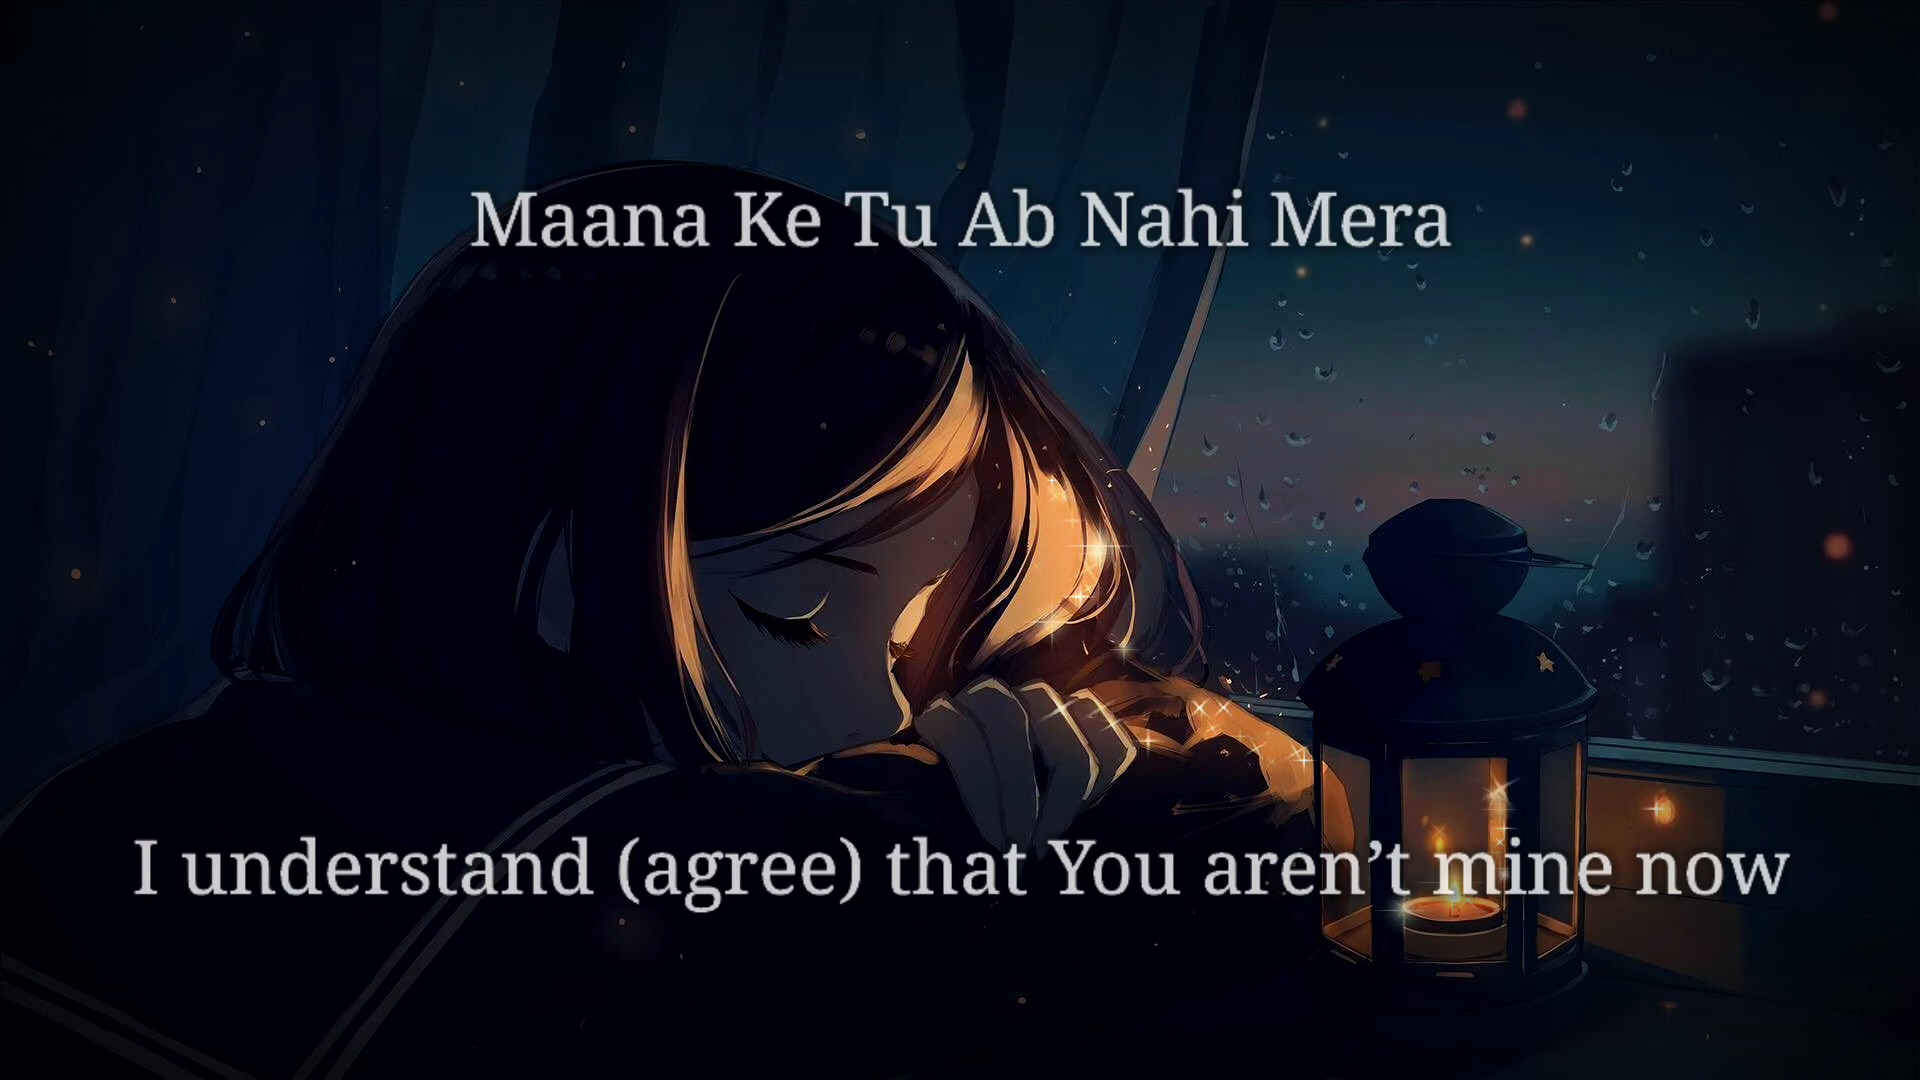 Maana Ke Tu Ab Nahi Mera
I understand (agree) that You aren’t mine now